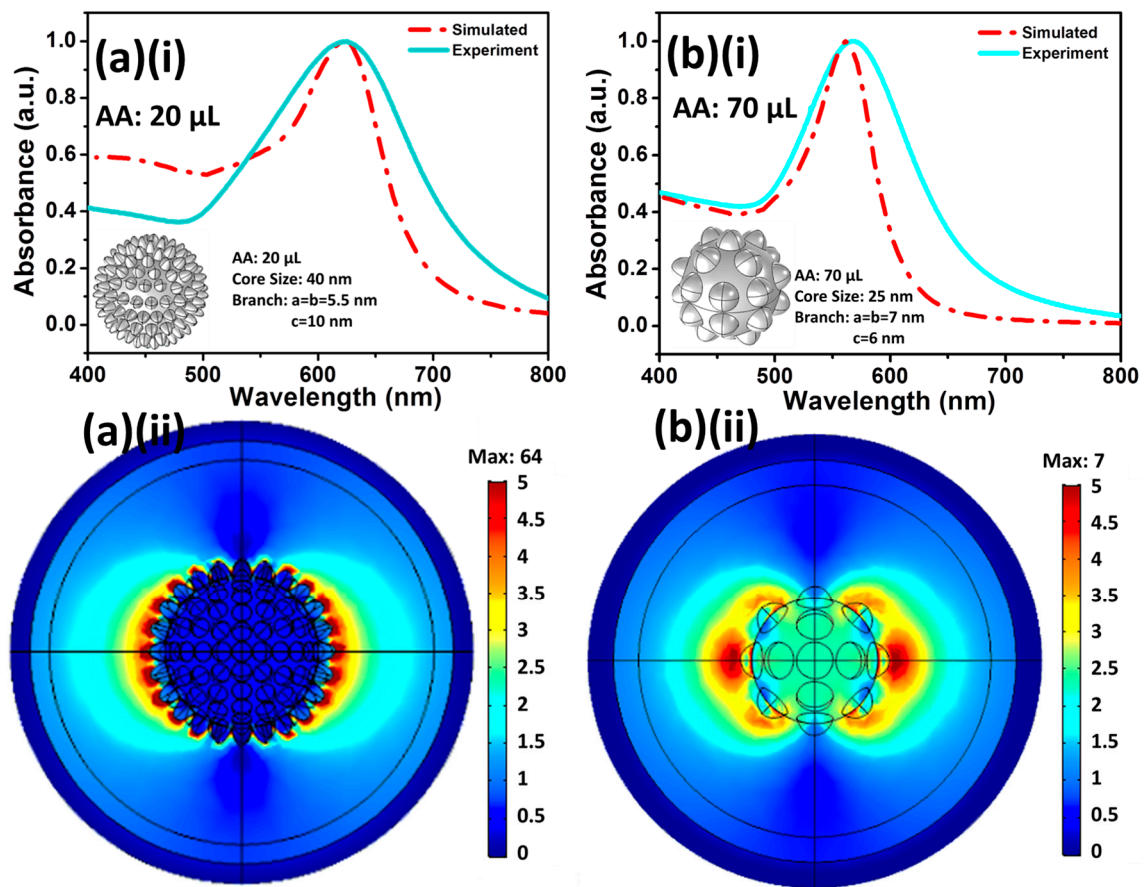 (a)(i)
AA: 20 µL
Simulated
Experiment
1.0
0.8
0.6
0.4
0.2
0.0
Absorbance (a.u.)
AA: 20 µL
Core Size: 40 nm
Branch: a=b=5.5 nm
c=10 nm
400 500 600 700 800
Wavelength (nm)
(b)(i)
AA: 70 µL
Simulated
Experiment
1.0
0.8
0.6
0.4
0.2
0.0
Absorbance (a.u.)
AA: 70 µL
Core Size: 25 nm
Branch: a=b=7 nm
c=6 nm
400 500 600 700 800
Wavelength (nm)
(a)(ii)
Max: 64
5
4.5
4
3.5
3
2.5
2
1.5
1
0.5
0
(b)(ii)
Max: 7
5
4.5
4
3.5
3
2.5
2
1.5
1
0.5
0